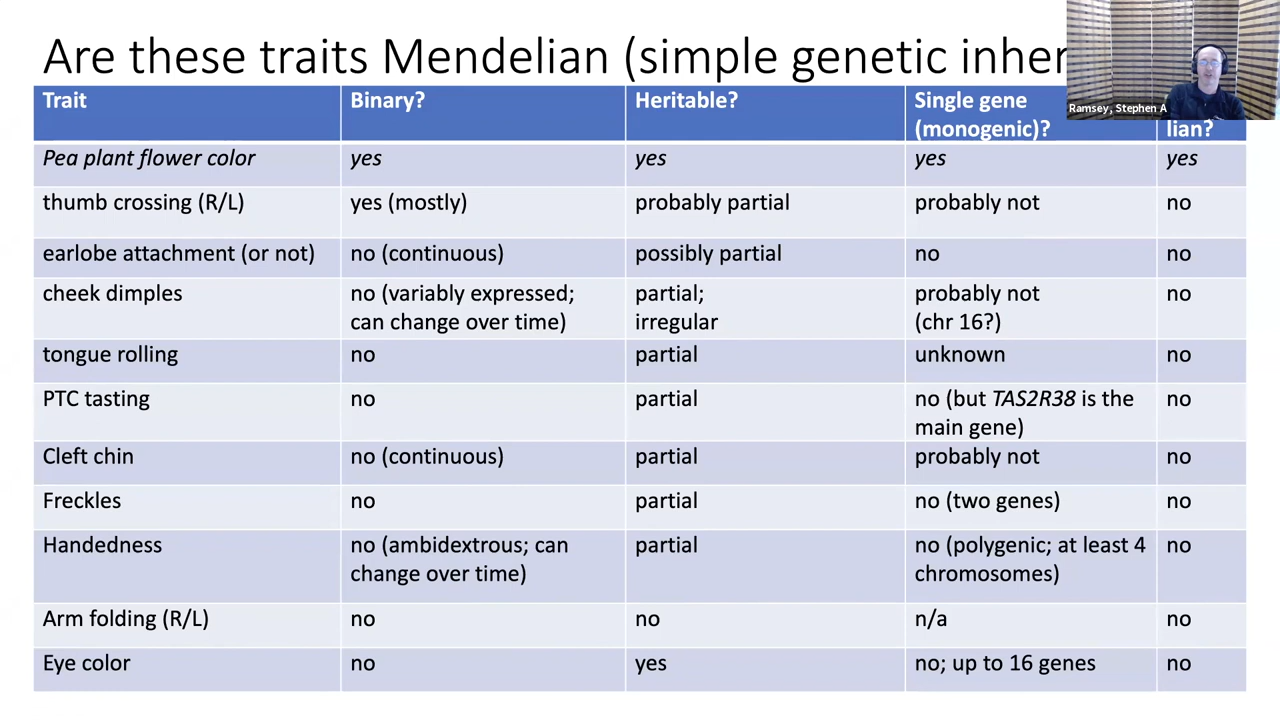 Are these traits Mendelian (simple genetic inher
Ramsey, Stephen A
Trait Binary? Heritable? Single gene
(monogenic)? lian?
Pea plant flower color yes yes yes yes
thumb crossing (R/L) yes (mostly) probably partial probably not no
earlobe attachment (or not) no (continuous) possibly partial no no
cheek dimples no (variably expressed; partial; probably not no
can change over time) irregular (chr 16?)
tongue rolling no partial unknown no
PTC tasting no partial no (but TAS2R38 is the no
main gene)
Cleft chin no (continuous) partial probably not no
Freckles no partial no (two genes) no
Handedness no (ambidextrous; can partial no (polygenic; at least 4 no
change over time) chromosomes)
Arm folding (R/L) no no n/a no
Eye color no yes no; up to 16 genes no